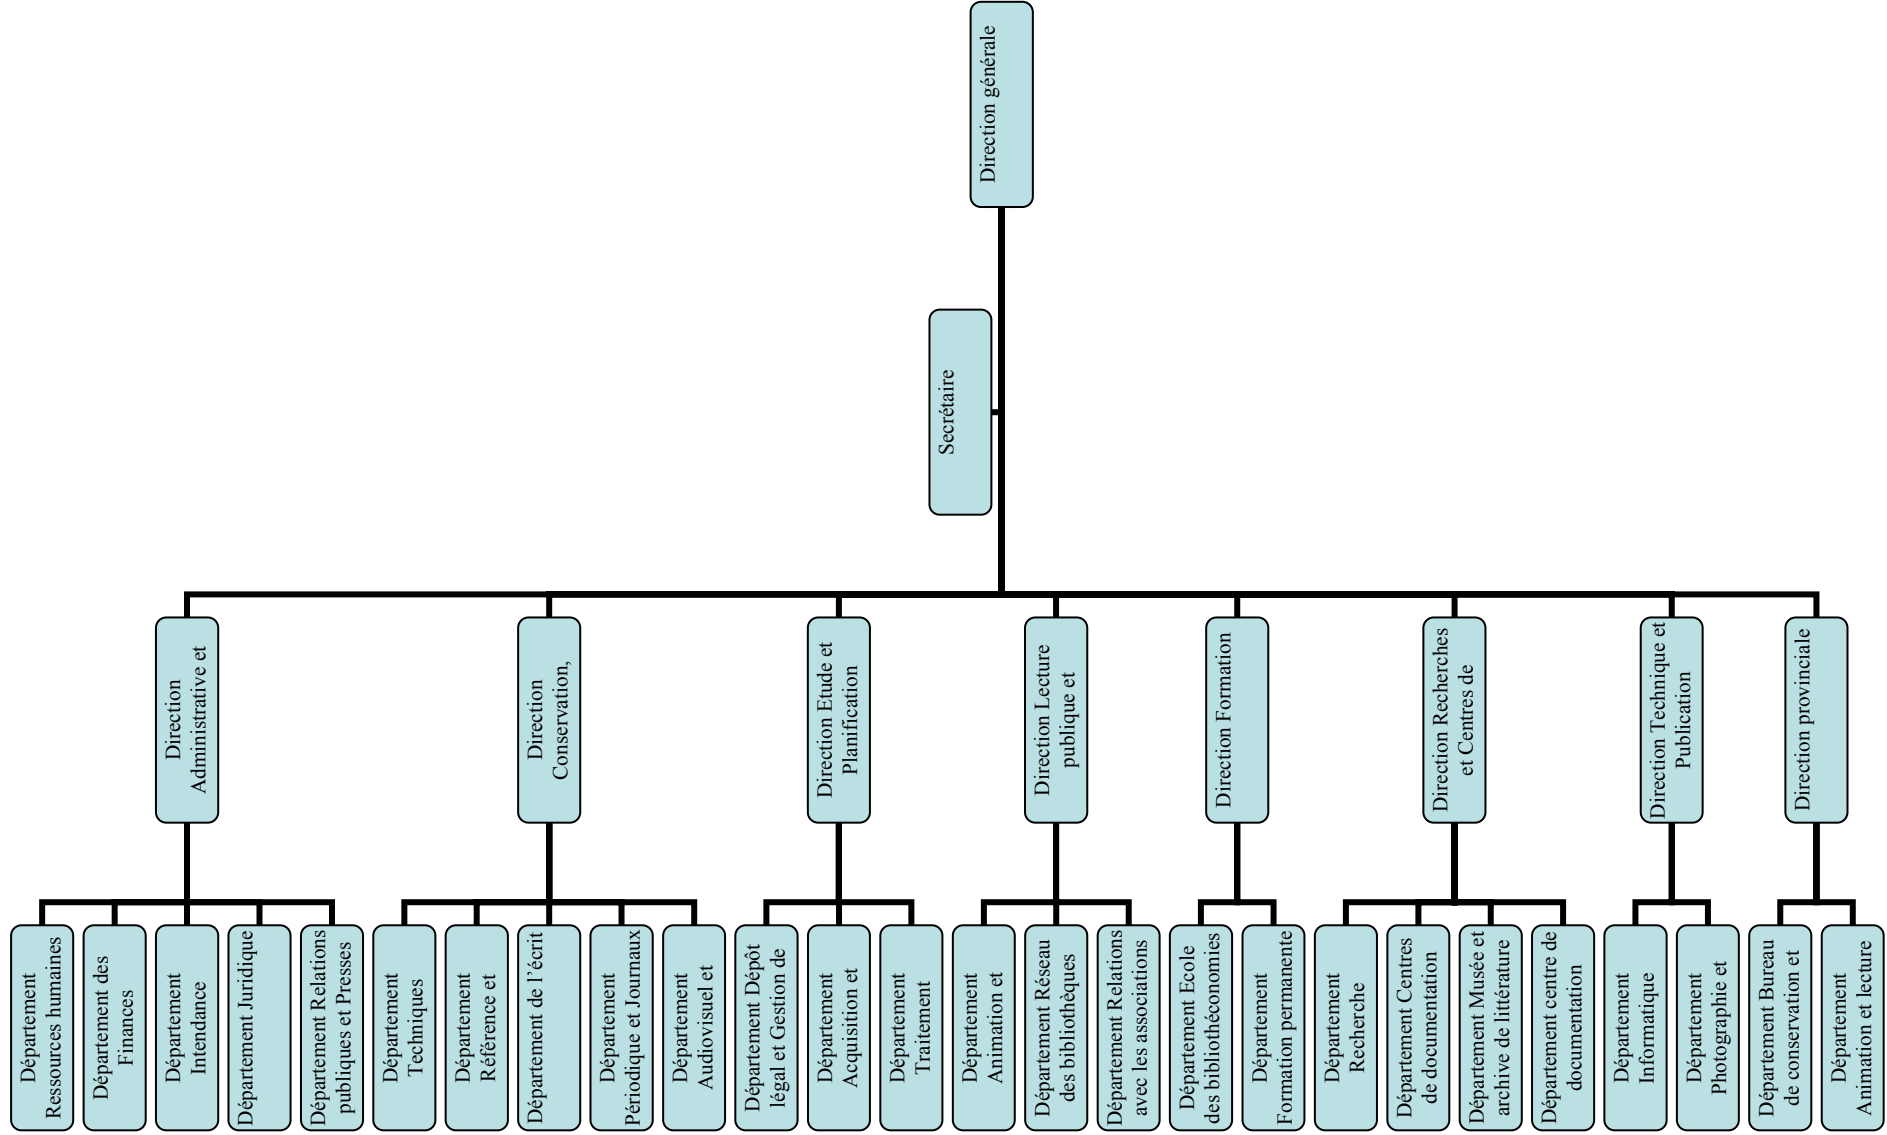 Direction générale
Secrétaire
Direction
Administrative et
Direction
Conservation,
Direction Etude et
Planification
Direction Lecture
publique et
Direction Formation
Direction Recherches
et Centres de
Direction Technique et
Publication
Direction provinciale
Département
Ressources humaines
Département des
Finances
Département
Intendance
Département Juridique
Département Relations
publiques et Presses
Département
Techniques
Département
Référence et
Département de l’écrit
Département
Périodique et Journaux
Département
Audiovisuel et
Département Dépôt
légal et Gestion de
Département
Acquisition et
Département
Traitement
Département
Animation et
Département Réseau
des bibliothèques
Département Relations
avec les associations
Département Ecole
des bibliothéconomies
Département
Formation permanente
Département
Recherche
Département Centres
de documentation
Département Musée et
archive de littérature
Département centre de
documentation
Département
Informatique
Département
Photographie et
Département Bureau
de conservation et
Département
Animation et lecture